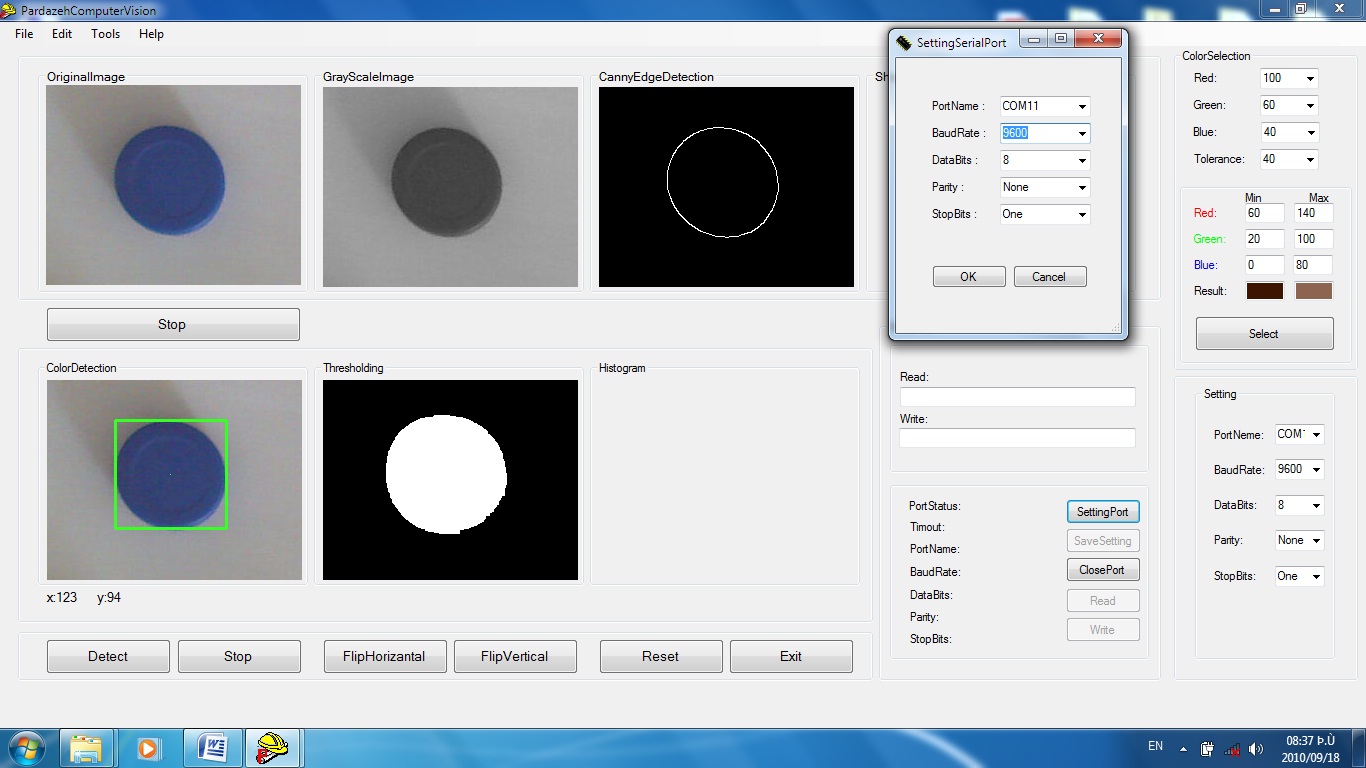 PardazehComputerVision
File Edit Tools Help
OriginalImage
GrayScaleImage
CannyEdgeDetection
SettingSerialPort
PortName : COM11
BaudRate : 9600
DataBits : 8
Parity : None
StopBits : One
OK Cancel
ColorSelection
Red: 100
Green: 60
Blue: 40
Tolerance: 40
Min Max
Red: 60 140
Green: 20 100
Blue: 0 80
Result:
Select
Stop
ColorDetection
Thresholding
Histogram
x:123 y:94
Read:
Write:
PortStatus:
Timout:
PortName:
BaudRate:
DataBits:
Parity:
StopBits:
SettingPort
SaveSetting
ClosePort
Read
Write
Setting
PortName: COM
BaudRate: 9600
DataBits: 8
Parity: None
StopBits: One
Detect Stop FlipHorizantal FlipVertical Reset Exit
EN
08:37 Þ.Ù
2010/09/18